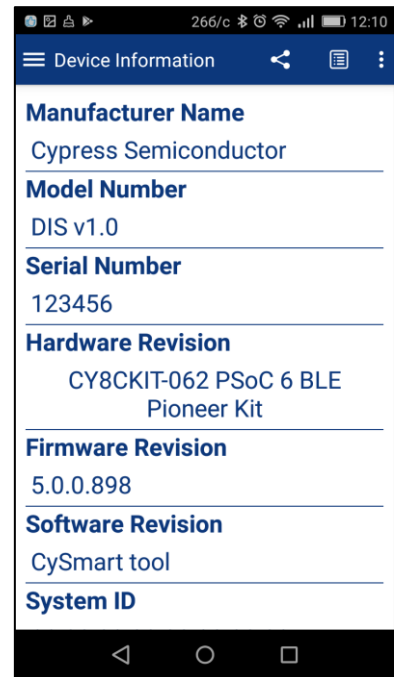 266/c 12:10
Device Information
Manufacturer Name
Cypress Semiconductor
Model Number
DIS v1.0
Serial Number
123456
Hardware Revision
CY8CKIT-062 PSoC 6 BLE
Pioneer Kit
Firmware Revision
5.0.0.898
Software Revision
CySmart tool
System ID